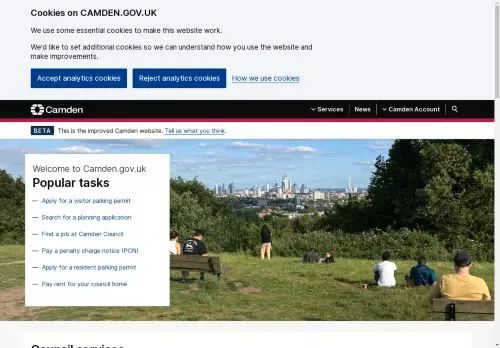 Cookies on CAMDEN.GOV.UK
We use some essential cookies to make this website work.
We'd like to set additional cookies so we can understand how you use the website and
make improvements.
Accept analytics cookies
Reject analytics cookies
How we use cookies
Camden
Services
News
Camden Account
BETA This is the improved Camden website. Tell us what you think.
Welcome to Camden.gov.uk
Popular tasks
Apply for a visitor parking permit
Search for a planning application
Find a job at Camden Council
Pay a penalty charge notice (PCN)
Apply for a resident parking permit
Pay rent for your council home
Council services